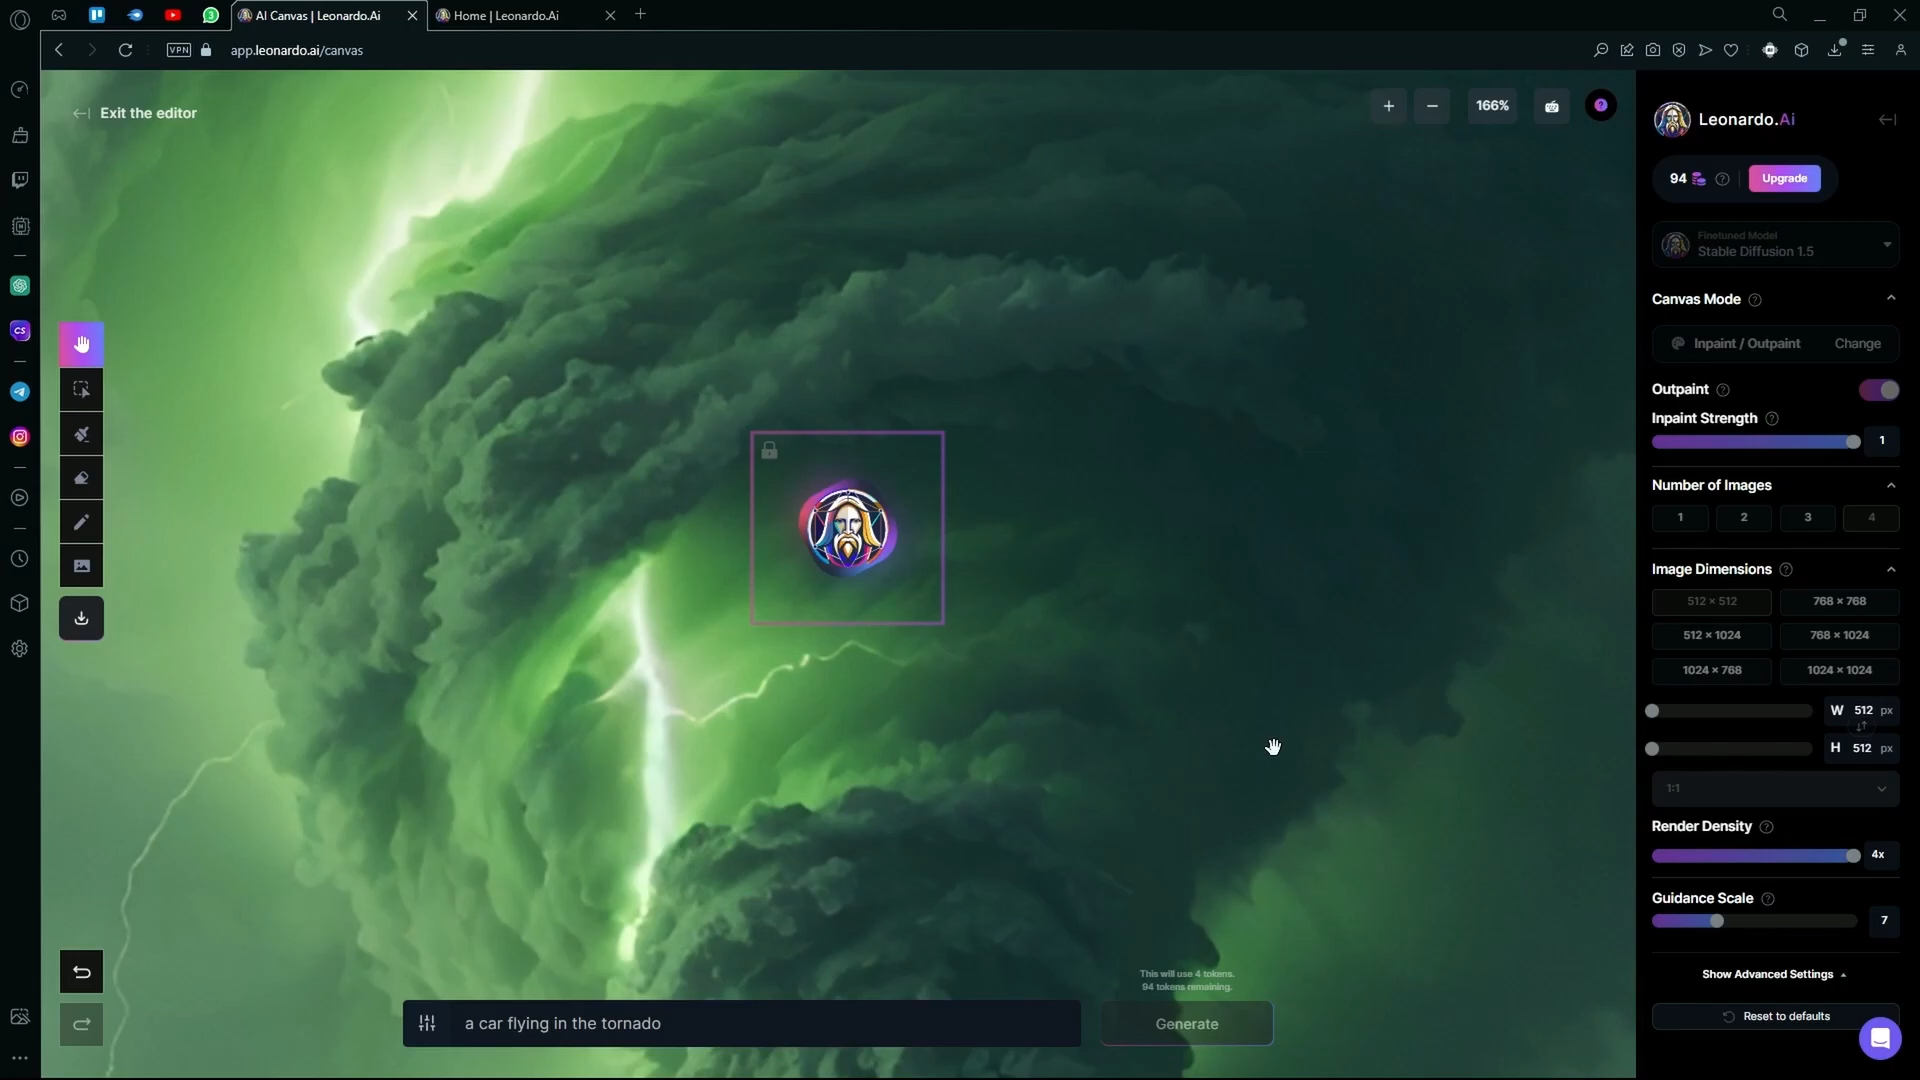 AI Canvas | Leonardo.Ai
Home | Leonardo.Ai
VPN
app.leonardo.ai/canvas
Exit the editor
166%
Leonardo.Ai
94
Upgrade
Finetuned Model
Stable Diffusion 1.5
Canvas Mode
Inpaint / Outpaint
Change
Outpaint
Inpaint Strength
1
Number of Images
1
2
3
4
Image Dimensions
512 × 512
768 × 768
512 × 1024
768 × 1024
1024 × 768
1024 × 1024
W 512 px
H 512 px
1:1
Render Density
4x
Guidance Scale
7
Show Advanced Settings
Reset to defaults
This will use 4 tokens.
94 tokens remaining.
a car flying in the tornado
Generate
CS
3